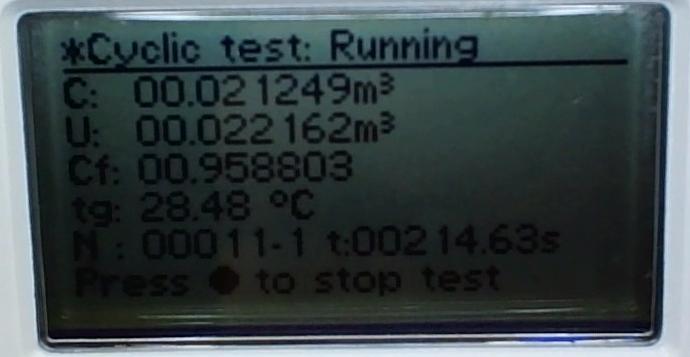 *Cyclic test: Running
C: 00.021249m³
U: 00.022162m³
Cf: 00.958803
tg: 28.48 °C
N : 00011-1 t:00214.63s
Press ● to stop test